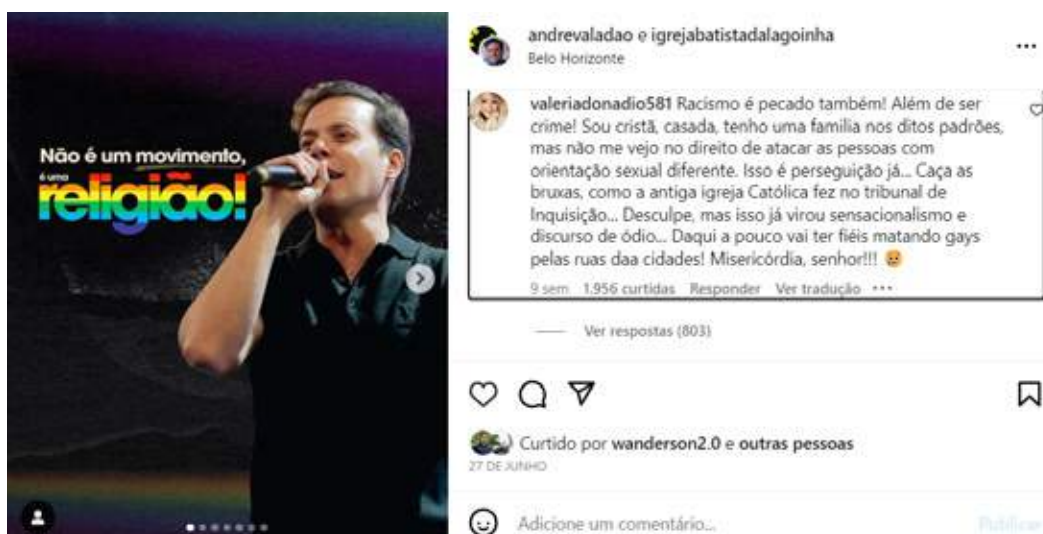 Não é um movimento,
é uma
religião!
andrevaladao e igrejabatistadalagoinha
Belo Horizonte
valeriadonadio581 Racismo é pecado também! Além de ser
crime! Sou cristã, casada, tenho uma familia nos ditos padrões,
mas não me vejo no direito de atacar as pessoas com
orientação sexual diferente. Isso é perseguição já... Caça as
bruxas, como a antiga igreja Católica fez no tribunal de
Inquisição... Desculpe, mas isso já virou sensacionalismo e
discurso de ódio... Daqui a pouco vai ter fiéis matando gays
pelas ruas daa cidades! Misericórdia, senhor!!! 😡
9 sem 1.956 curtidas Responder Ver tradução •••
Ver respostas (803)
Curtido por wanderson2.0 e outras pessoas
27 DE JUNHO
Adicione um comentário... Publicar